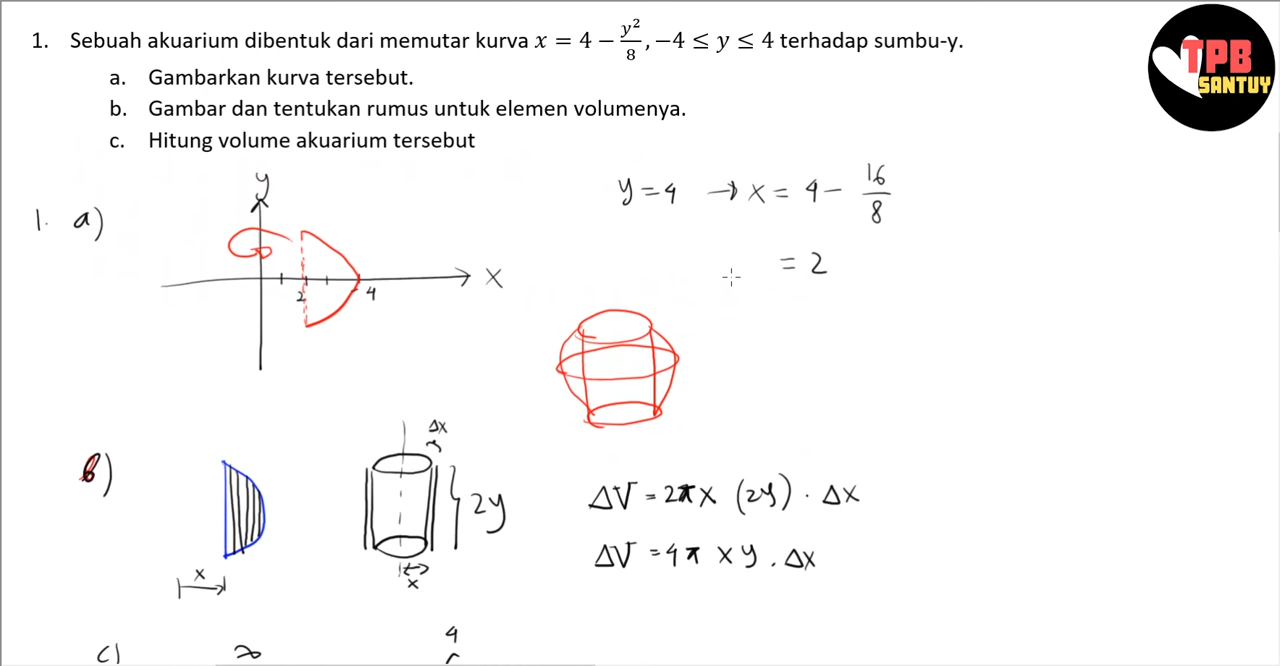 1. Sebuah akuarium dibentuk dari memutar kurva x = 4 − y²/8, −4 ≤ y ≤ 4 terhadap sumbu-y.
a. Gambarkan kurva tersebut.
b. Gambar dan tentukan rumus untuk elemen volumenya.
c. Hitung volume akuarium tersebut
TPB
SANTUY
1. a)
y
x
2
4
y = 4 → x = 4 − 16/8
= 2
b)
x
Δx
2y
x
ΔV = 2π x (2y) · Δx
ΔV = 4π x y . Δx
c)
4